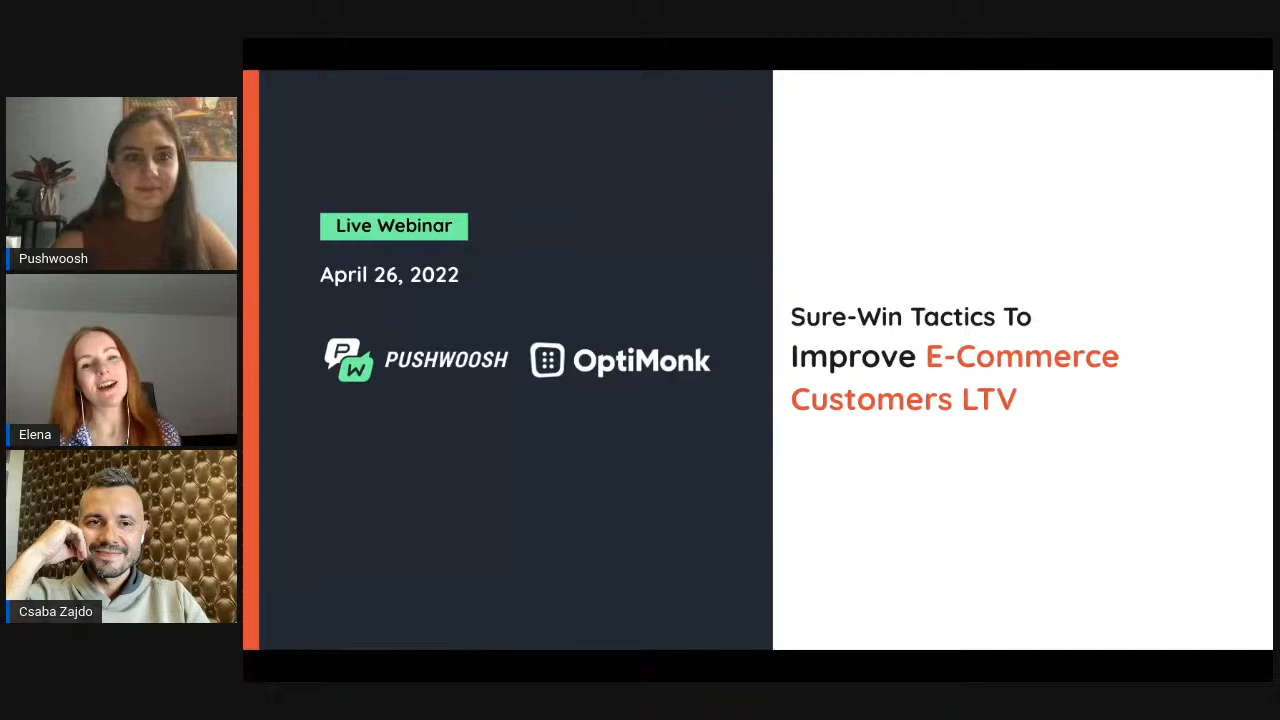 Pushwoosh
Elena
Csaba Zajdo
Live Webinar
April 26, 2022
PW PUSHWOOSH OptiMonk
Sure-Win Tactics To
Improve E-Commerce
Customers LTV